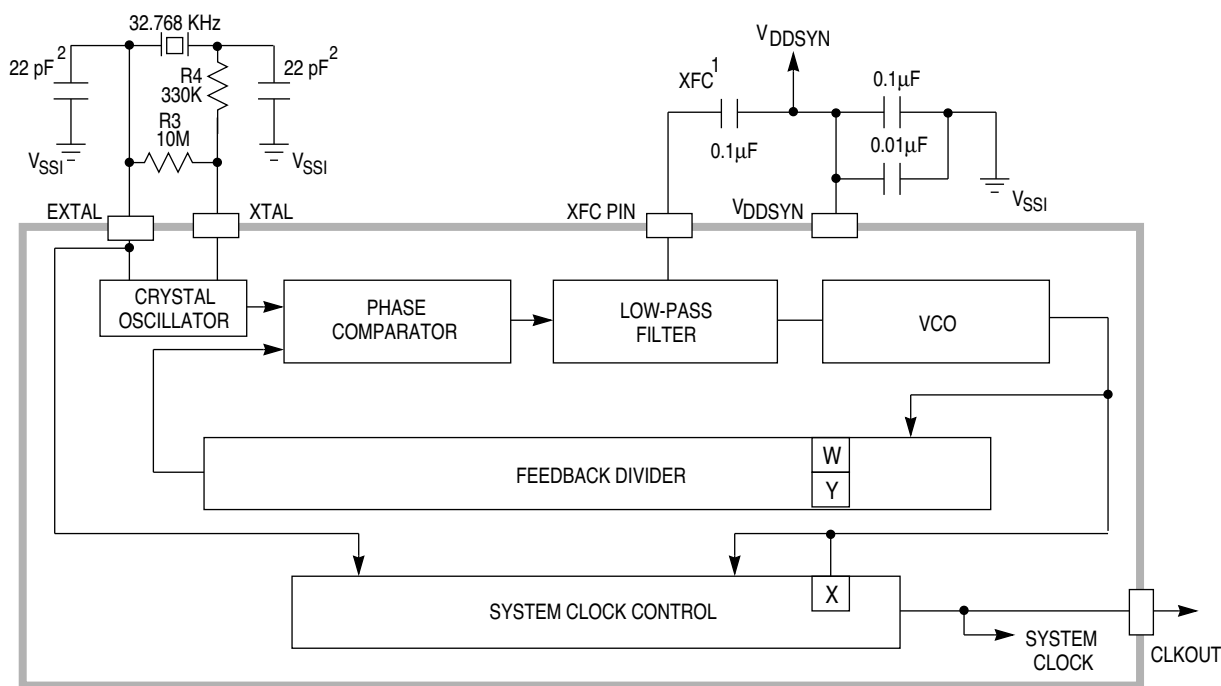 32.768 KHz
22 pF2
R4
330K
22 pF2
R3
10M
VSSI
VSSI
VDDSYN
XFC1
0.1µF
0.1µF
0.01µF
VSSI
EXTAL
XTAL
XFC PIN
VDDSYN
CRYSTAL
OSCILLATOR
PHASE
COMPARATOR
LOW-PASS
FILTER
VCO
FEEDBACK DIVIDER
W
Y
SYSTEM CLOCK CONTROL
X
SYSTEM
CLOCK
CLKOUT